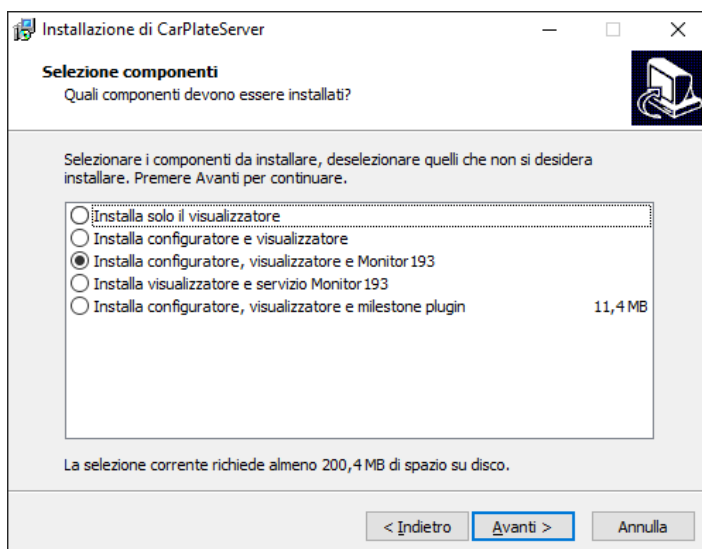 Installazione di CarPlateServer
Selezione componenti
Quali componenti devono essere installati?
Selezionare i componenti da installare, deselezionare quelli che non si desidera
installare. Premere Avanti per continuare.
Installa solo il visualizzatore
Installa configuratore e visualizzatore
Installa configuratore, visualizzatore e Monitor193
Installa visualizzatore e servizio Monitor193
Installa configuratore, visualizzatore e milestone plugin 11,4 MB
La selezione corrente richiede almeno 200,4 MB di spazio su disco.
< Indietro Avanti > Annulla